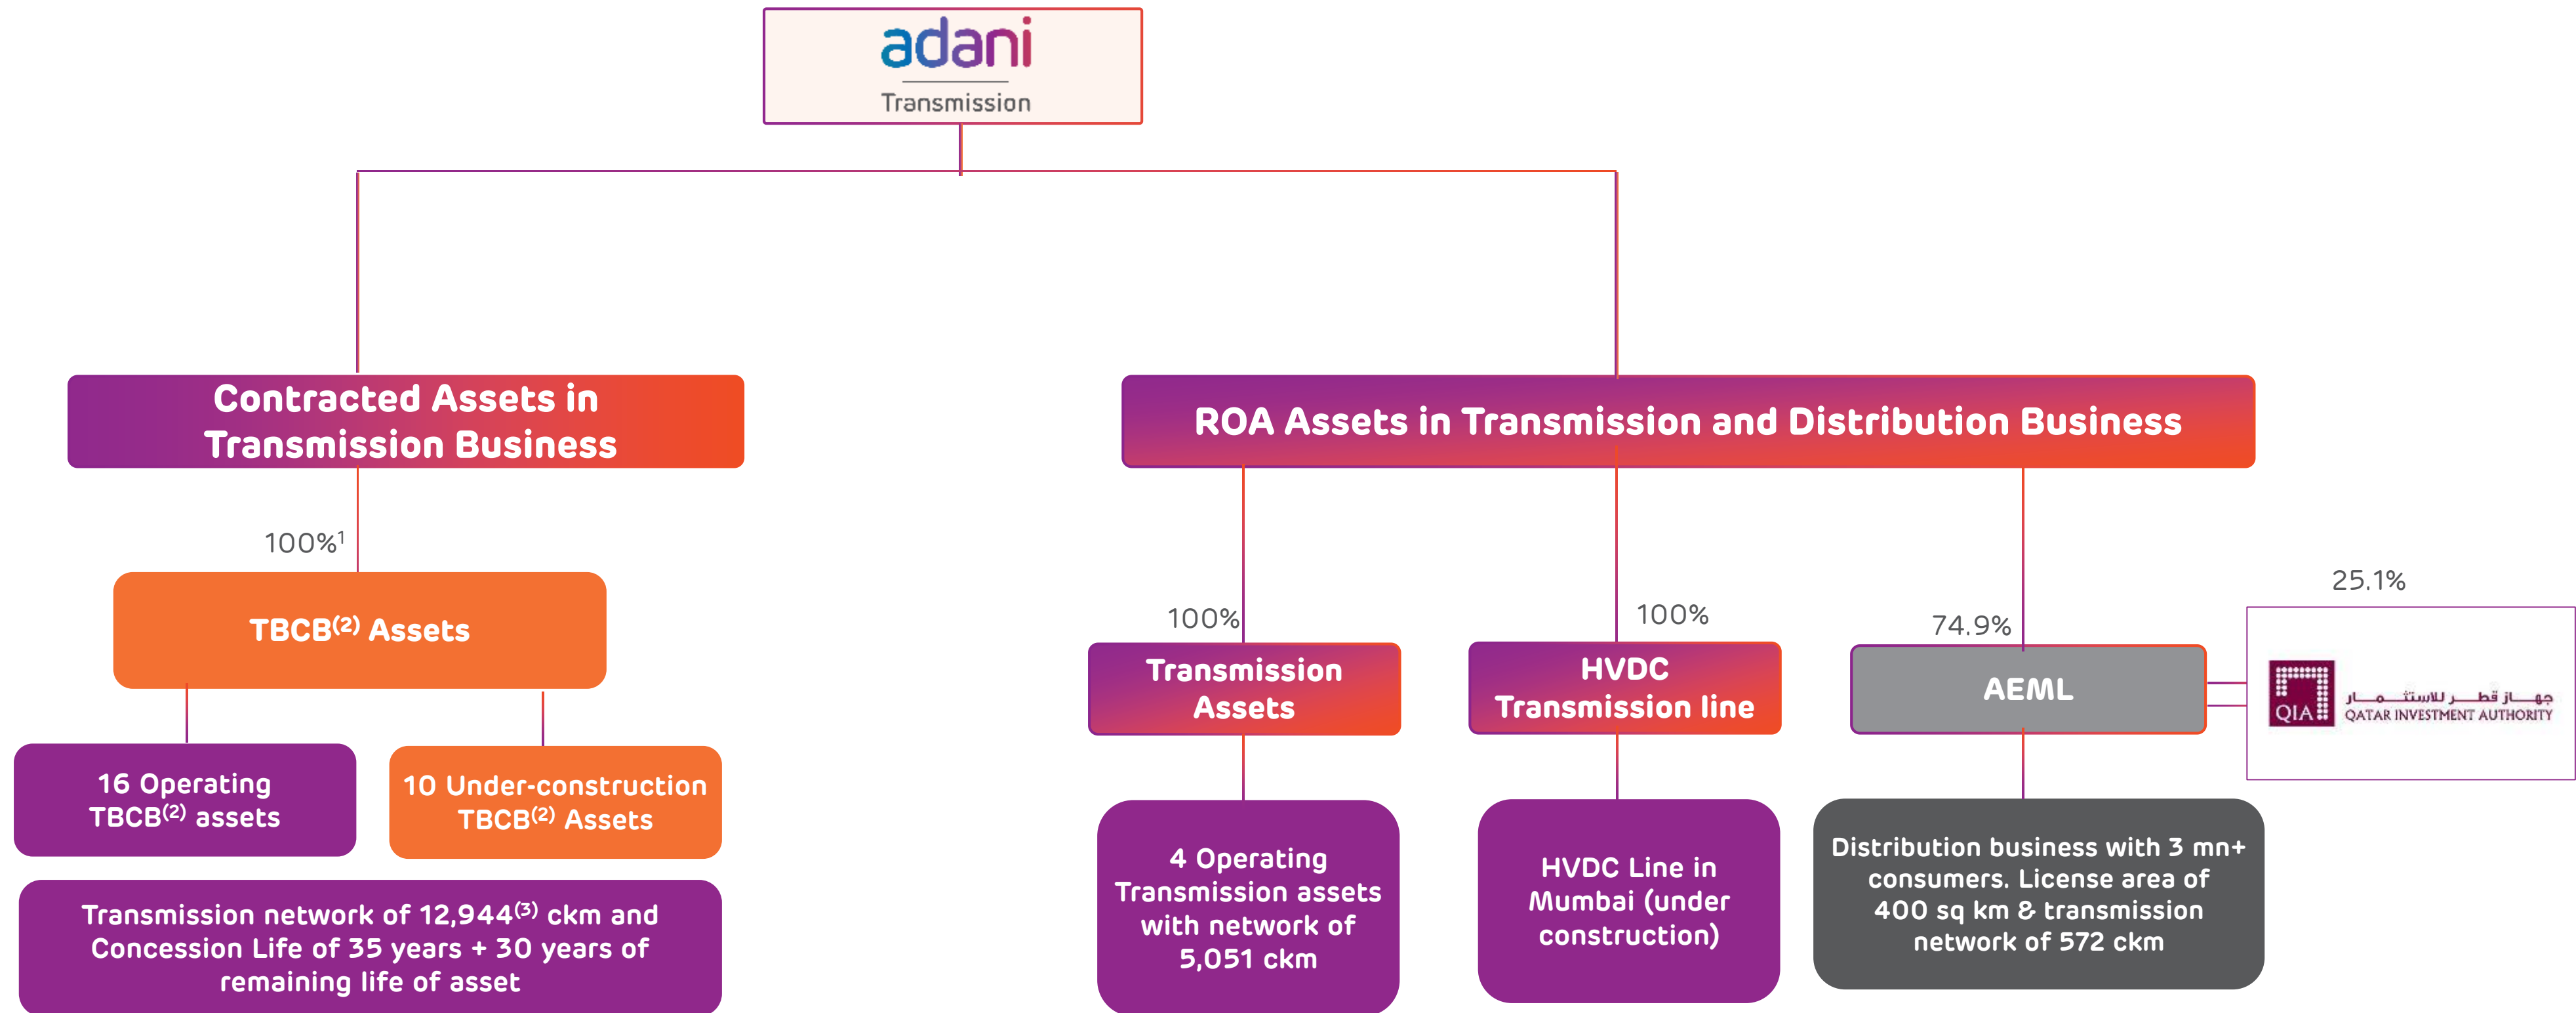 adani
Transmission
Contracted Assets in
Transmission Business
ROA Assets in Transmission and Distribution Business
100%¹
TBCB⁽²⁾ Assets
16 Operating
TBCB⁽²⁾ assets
10 Under-construction
TBCB⁽²⁾ Assets
Transmission network of 12,944⁽³⁾ ckm and
Concession Life of 35 years + 30 years of
remaining life of asset
100%
Transmission
Assets
4 Operating
Transmission assets
with network of
5,051 ckm
100%
HVDC
Transmission line
HVDC Line in
Mumbai (under
construction)
74.9%
AEML
Distribution business with 3 mn+
consumers. License area of
400 sq km & transmission
network of 572 ckm
25.1%
QIA
جهاز قطر للاستثمار
QATAR INVESTMENT AUTHORITY